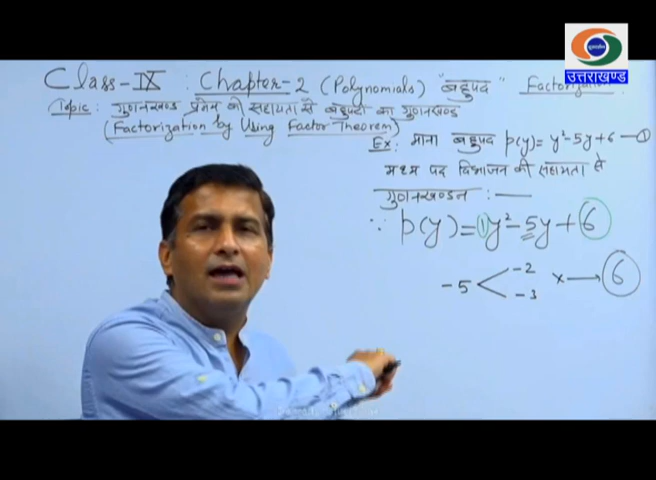 उत्तराखण्ड
Class-IX : Chapter-2 (Polynomials) "बहुपद" Factoriz
Topic: गुणनखण्ड प्रमेय की सहायता से बहुपदों का गुणनखण्ड
(Factorization by Using Factor Theorem)
Ex: माना बहुपद p(y)= y²-5y+6 —①
मध्य पद विभाजन की सहायता से
गुणनखण्डन : —
∵ p(y)=1y²-5y+6
-5 < -2 × → 6
-3